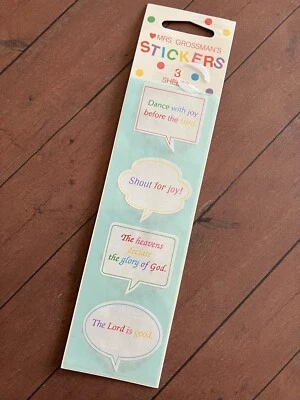 MRS. GROSSMAN'S
STICKERS
3
Dance with joy
before the Lord.
Shout for joy!
The heavens
declare
the glory of God.
The Lord is good.